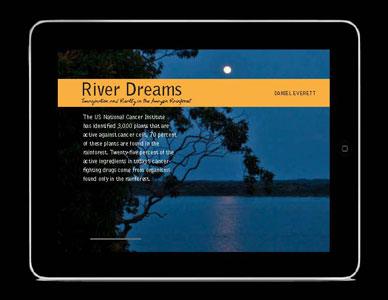 River Dreams
Imagination and Reality in the Amazon Rainforest
DANIEL EVERETT
The US National Cancer Institute
has identified 3,000 plants that are
active against cancer cells. 70 percent
of these plants are found in the
rainforest. Twenty-five percent of the
active ingredients in today's cancer-
fighting drugs come from organisms
found only in the rainforest.